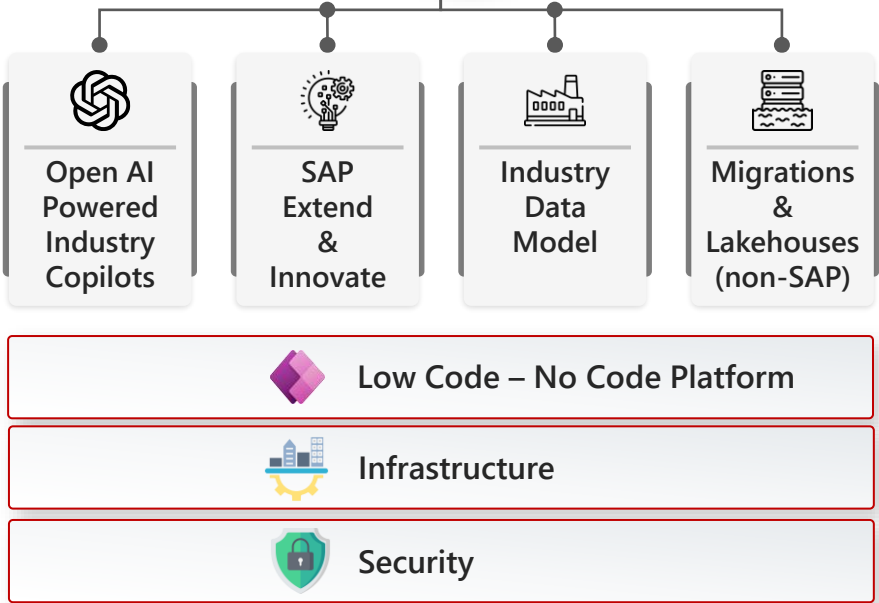 Open AI
Powered
Industry
Copilots
SAP
Extend
&
Innovate
Industry
Data
Model
Migrations
&
Lakehouses
(non-SAP)
Low Code – No Code Platform
Infrastructure
Security